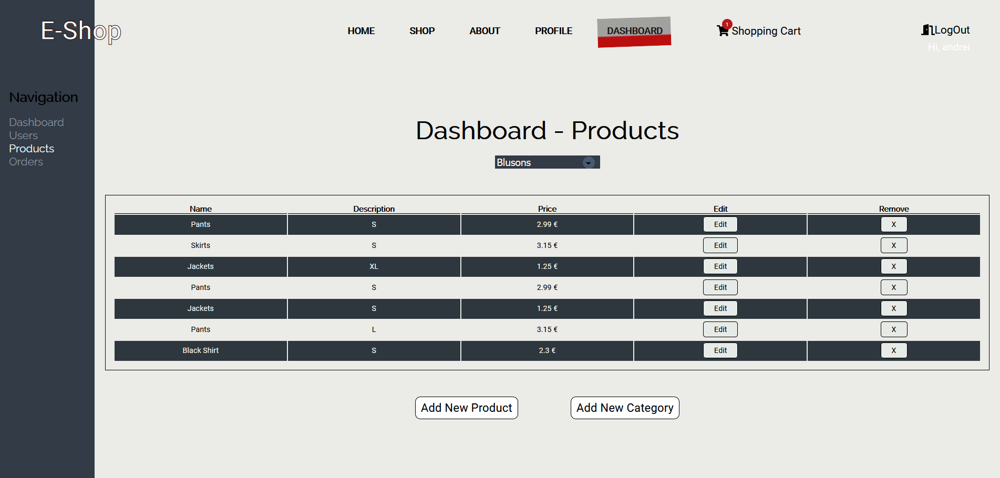 E-Shop
HOME SHOP ABOUT PROFILE DASHBOARD 1 Shopping Cart LogOut
Hi, andrei
Navigation
Dashboard
Users
Products
Orders
Dashboard - Products
Blusons
Name Description Price Edit Remove
Pants S 2.99 € Edit X
Skirts S 3.15 € Edit X
Jackets XL 1.25 € Edit X
Pants S 2.99 € Edit X
Jackets S 1.25 € Edit X
Pants L 3.15 € Edit X
Black Shirt S 2.3 € Edit X
Add New Product Add New Category